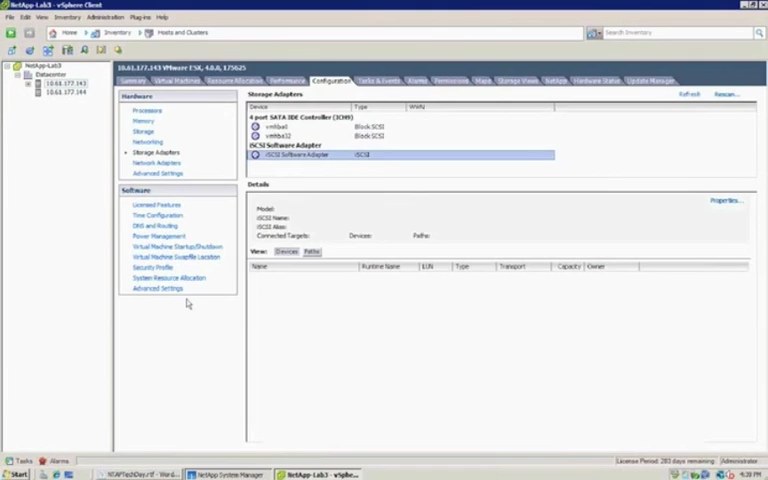 NetApp-Lab3 - vSphere Client
File Edit View Inventory Administration Plug-ins Help
Home Inventory Hosts and Clusters Search Inventory
NetApp-Lab3
Datacenter
10.61.177.143
10.61.177.144
10.61.177.143 VMware ESX, 4.0.0, 175625
Summary Virtual Machines Resource Allocation Performance Configuration Tasks & Events Alarms Permissions Maps Storage Views NetApp Hardware Status Update Manager
Hardware
Processors
Memory
Storage
Networking
Storage Adapters
Network Adapters
Advanced Settings
Software
Licensed Features
Time Configuration
DNS and Routing
Power Management
Virtual Machine Startup/Shutdown
Virtual Machine Swapfile Location
Security Profile
System Resource Allocation
Advanced Settings
Storage Adapters Refresh Rescan...
Device Type WWN
4 port SATA IDE Controller (ICH9)
vmhba0 Block SCSI
vmhba32 Block SCSI
iSCSI Software Adapter
iSCSI Software Adapter iSCSI
Details
Properties...
Model:
iSCSI Name:
iSCSI Alias:
Connected Targets: Devices: Paths:
View: Devices Paths
Name Runtime Name LUN Type Transport Capacity Owner
Tasks Alarms License Period: 283 days remaining Administrator
Start NTAPTechDay.rtf - Word... NetApp System Manager NetApp-Lab3 - vSphe... 4:30 PM